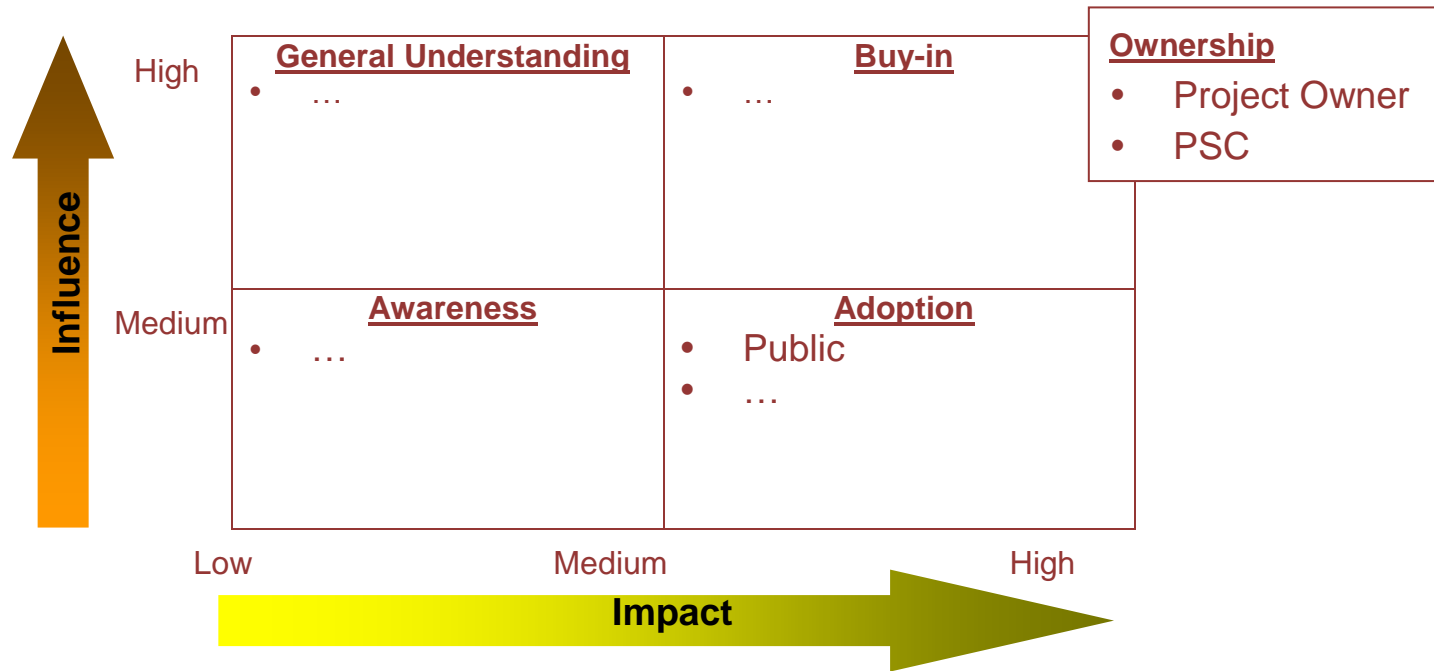 High
General Understanding
• …
Buy-in
• …
Ownership
• Project Owner
• PSC
Influence
Medium
Awareness
• …
Adoption
• Public
• …
Low
Medium
High
Impact